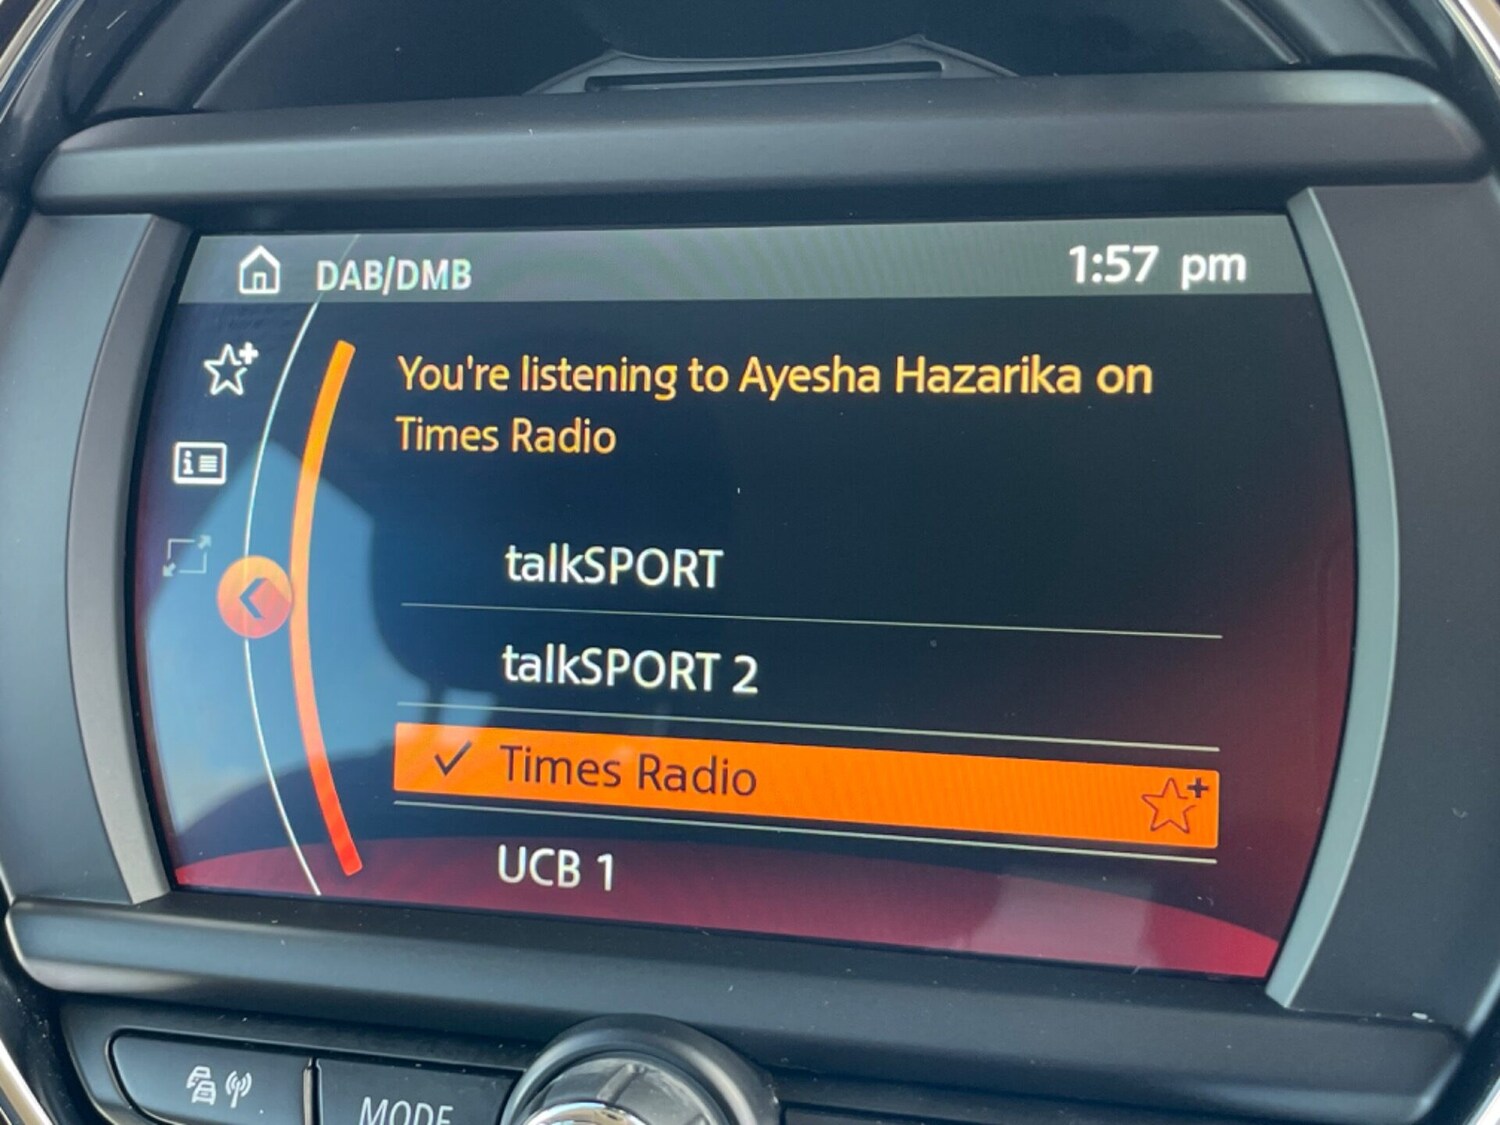 DAB/DMB
1:57 pm
You're listening to Ayesha Hazarika on
Times Radio
talkSPORT
talkSPORT 2
Times Radio
UCB 1
MODE